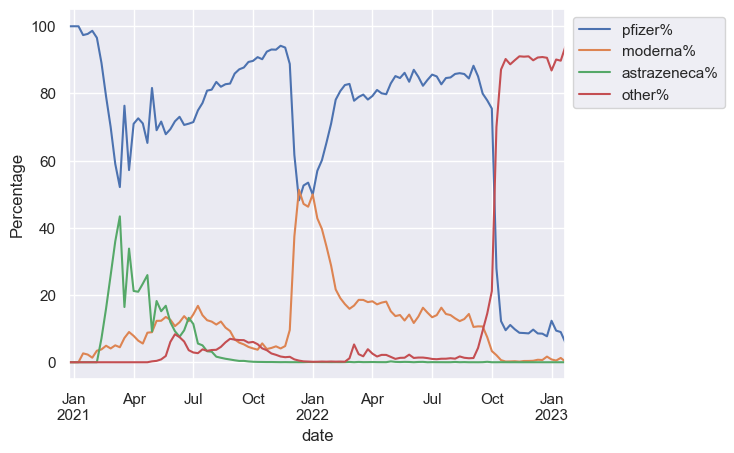 100
80
60
40
20
0
Percentage
Jan
2021
Apr
Jul
Oct
Jan
2022
Apr
Jul
Oct
Jan
2023
date
pfizer%
moderna%
astrazeneca%
other%